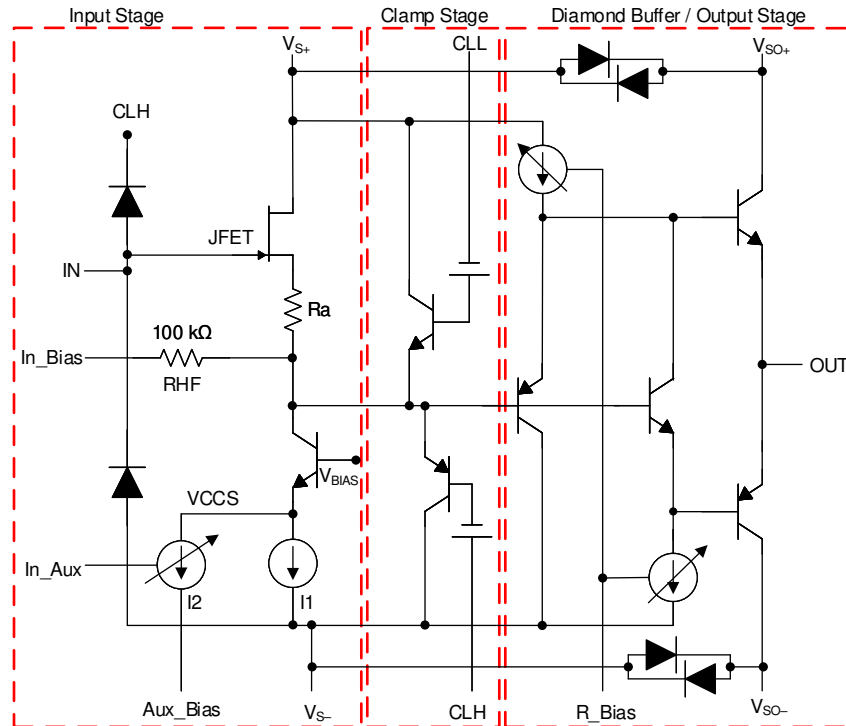 Input Stage
Clamp Stage
Diamond Buffer / Output Stage
VS+
CLL
VSO+
CLH
JFET
IN
Ra
100 kΩ
In_Bias
RHF
OUT
VBIAS
VCCS
In_Aux
I2
I1
Aux_Bias
VS–
CLH
R_Bias
VSO–